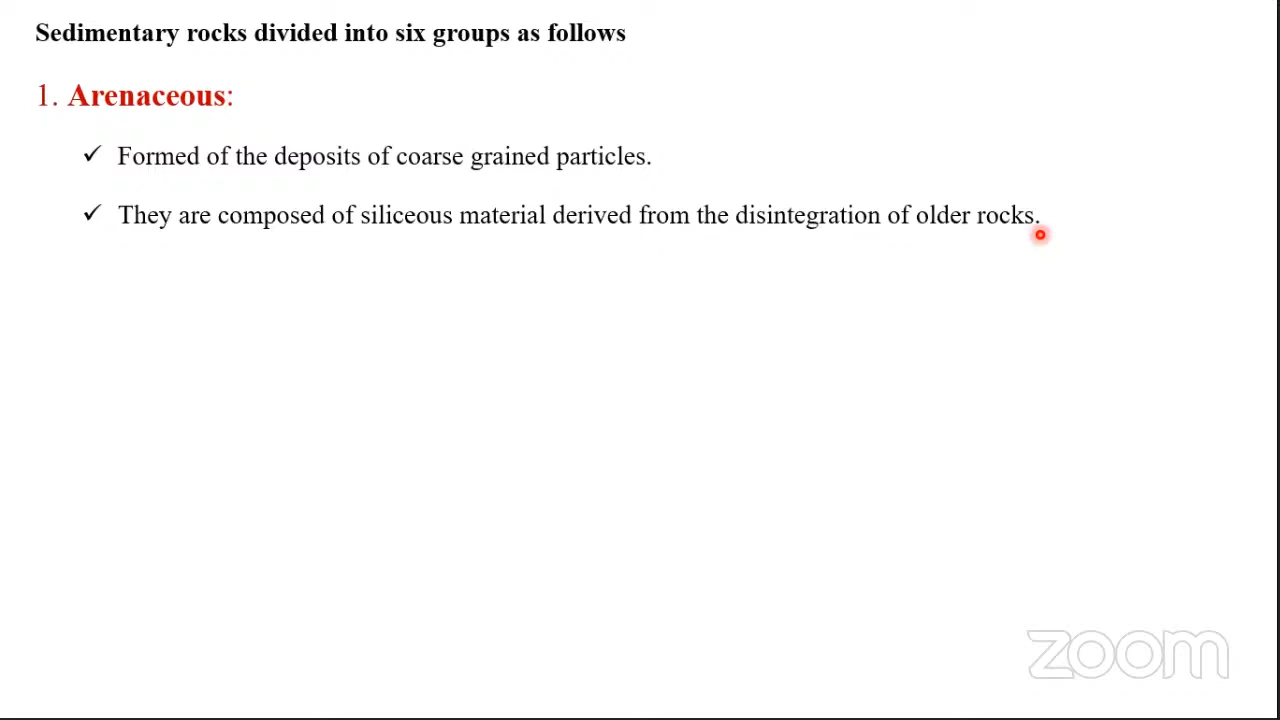 Sedimentary rocks divided into six groups as follows
1. Arenaceous:
✓ Formed of the deposits of coarse grained particles.
✓ They are composed of siliceous material derived from the disintegration of older rocks.
zoom